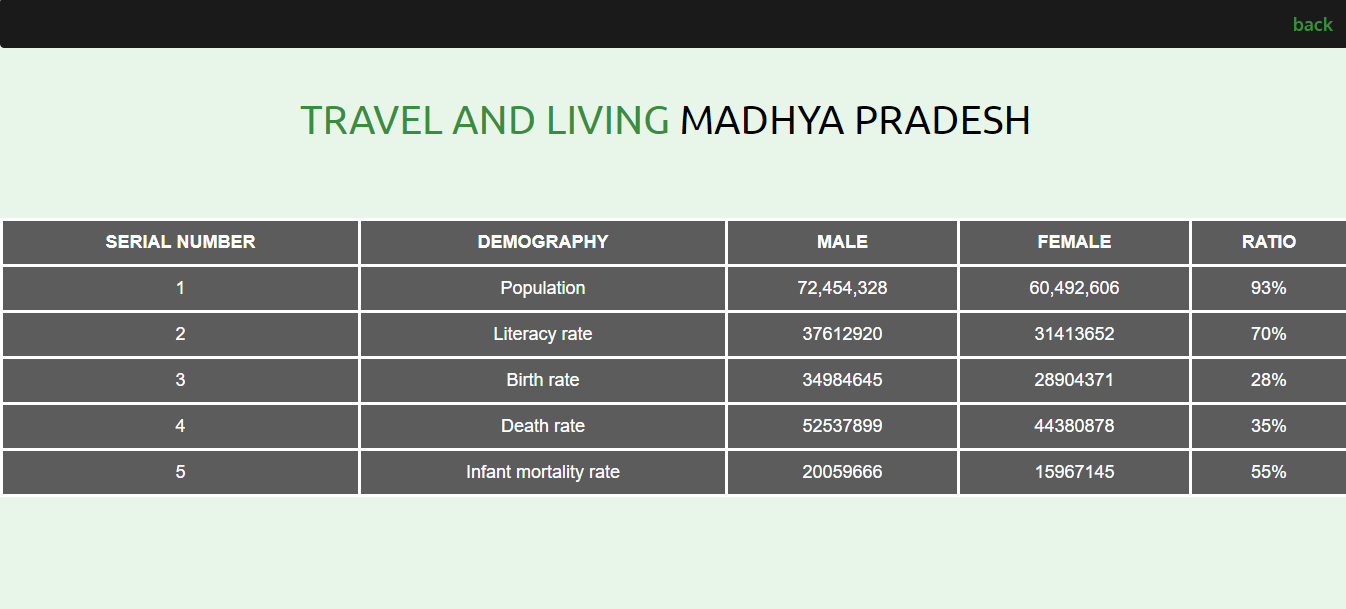 back
TRAVEL AND LIVING MADHYA PRADESH
SERIAL NUMBER DEMOGRAPHY MALE FEMALE RATIO
1 Population 72,454,328 60,492,606 93%
2 Literacy rate 37612920 31413652 70%
3 Birth rate 34984645 28904371 28%
4 Death rate 52537899 44380878 35%
5 Infant mortality rate 20059666 15967145 55%